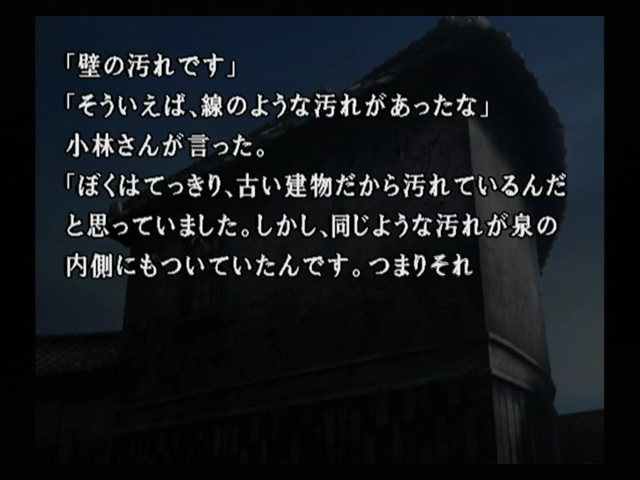 「壁の汚れです」
「そういえば、線のような汚れがあったな」
小林さんが言った。
「ぼくはてっきり、古い建物だから汚れているんだ
と思っていました。しかし、同じような汚れが泉の
内側にもついていたんです。つまりそれ